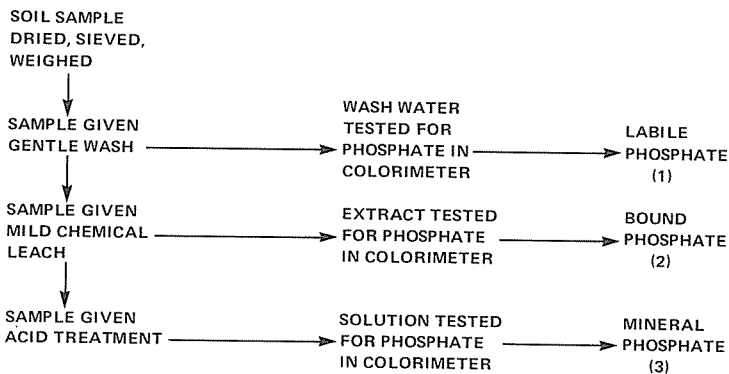 SOIL SAMPLE
DRIED, SIEVED,
WEIGHED
SAMPLE GIVEN
GENTLE WASH
WASH WATER
TESTED FOR
PHOSPHATE IN
COLORIMETER
LABILE
PHOSPHATE
(1)
SAMPLE GIVEN
MILD CHEMICAL
LEACH
EXTRACT TESTED
FOR PHOSPHATE
IN COLORIMETER
BOUND
PHOSPHATE
(2)
SAMPLE GIVEN
ACID TREATMENT
SOLUTION TESTED
FOR PHOSPHATE
IN COLORIMETER
MINERAL
PHOSPHATE
(3)